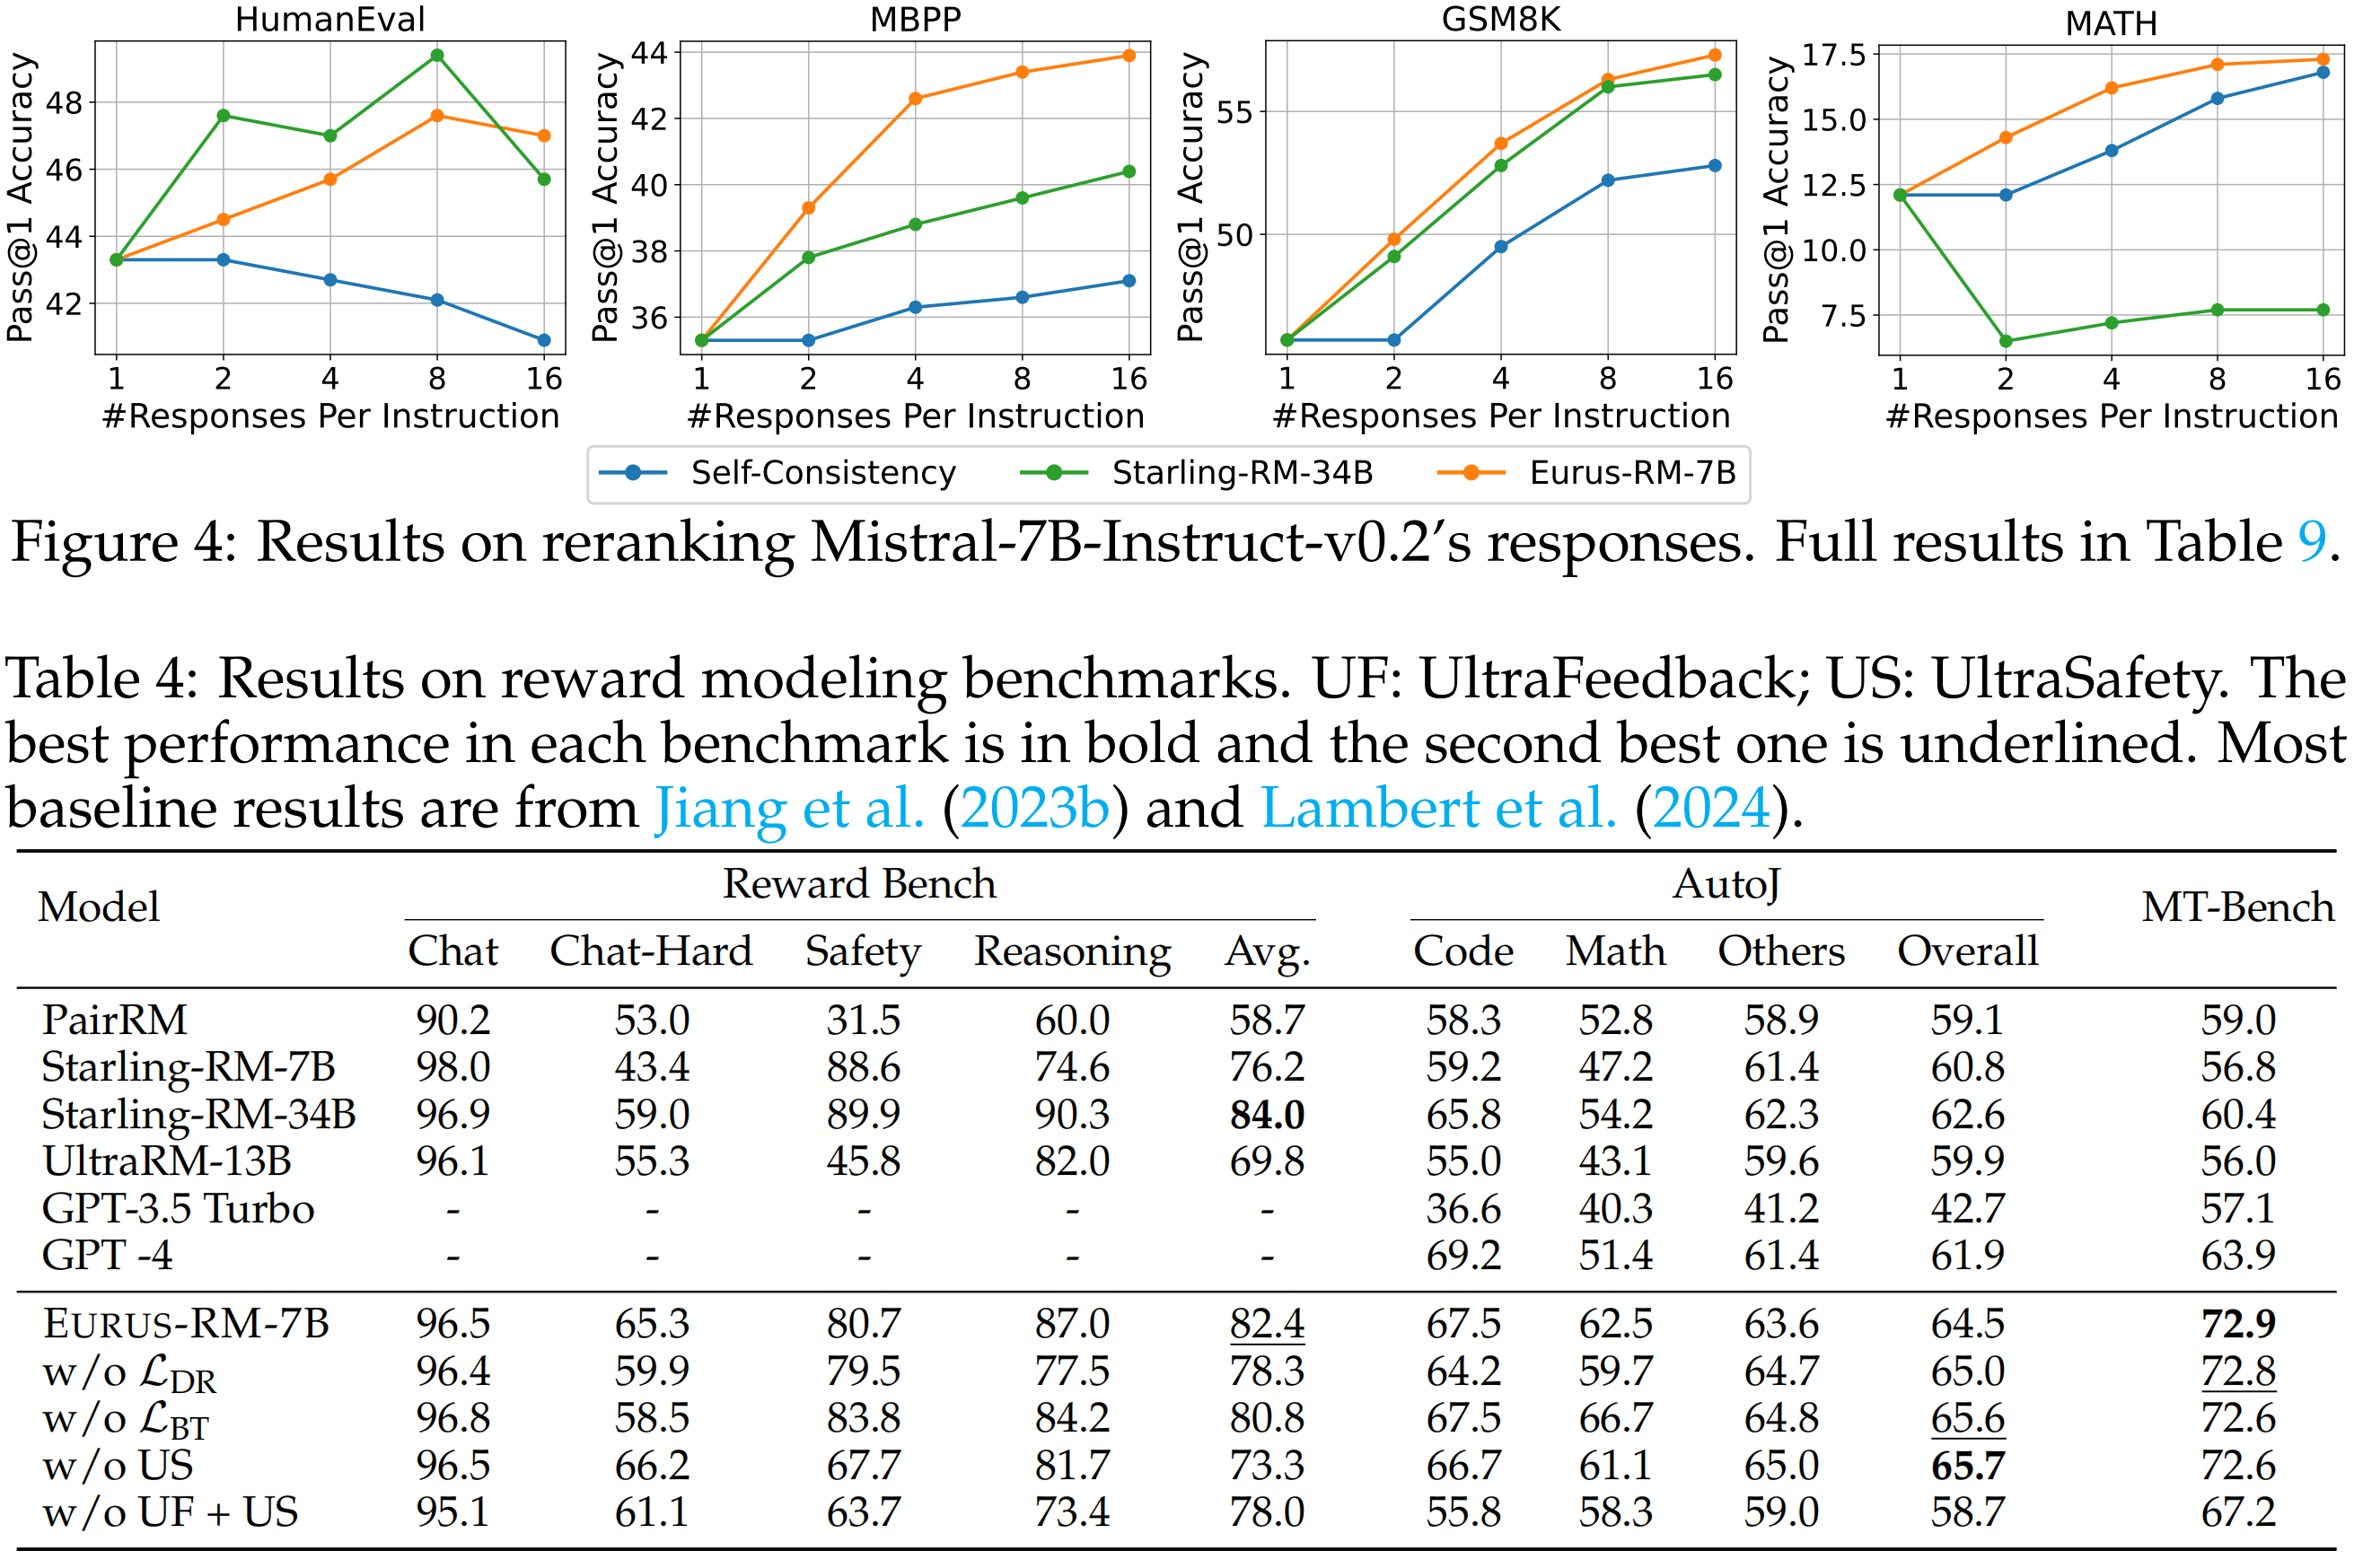 HumanEval
Pass@1 Accuracy
48
46
44
42
1 2 4 8 16
#Responses Per Instruction
MBPP
Pass@1 Accuracy
44
42
40
38
36
1 2 4 8 16
#Responses Per Instruction
GSM8K
Pass@1 Accuracy
55
50
1 2 4 8 16
#Responses Per Instruction
MATH
Pass@1 Accuracy
17.5
15.0
12.5
10.0
7.5
1 2 4 8 16
#Responses Per Instruction
Self-Consistency Starling-RM-34B Eurus-RM-7B
Figure 4: Results on reranking Mistral-7B-Instruct-v0.2's responses. Full results in Table 9.
Table 4: Results on reward modeling benchmarks. UF: UltraFeedback; US: UltraSafety. The
best performance in each benchmark is in bold and the second best one is underlined. Most
baseline results are from Jiang et al. (2023b) and Lambert et al. (2024).
Model Reward Bench AutoJ MT-Bench
Chat Chat-Hard Safety Reasoning Avg. Code Math Others Overall
PairRM 90.2 53.0 31.5 60.0 58.7 58.3 52.8 58.9 59.1 59.0
Starling-RM-7B 98.0 43.4 88.6 74.6 76.2 59.2 47.2 61.4 60.8 56.8
Starling-RM-34B 96.9 59.0 89.9 90.3 84.0 65.8 54.2 62.3 62.6 60.4
UltraRM-13B 96.1 55.3 45.8 82.0 69.8 55.0 43.1 59.6 59.9 56.0
GPT-3.5 Turbo - - - - - 36.6 40.3 41.2 42.7 57.1
GPT -4 - - - - - 69.2 51.4 61.4 61.9 63.9
EURUS-RM-7B 96.5 65.3 80.7 87.0 82.4 67.5 62.5 63.6 64.5 72.9
w/o ℒDR 96.4 59.9 79.5 77.5 78.3 64.2 59.7 64.7 65.0 72.8
w/o ℒBT 96.8 58.5 83.8 84.2 80.8 67.5 66.7 64.8 65.6 72.6
w/o US 96.5 66.2 67.7 81.7 73.3 66.7 61.1 65.0 65.7 72.6
w/o UF + US 95.1 61.1 63.7 73.4 78.0 55.8 58.3 59.0 58.7 67.2